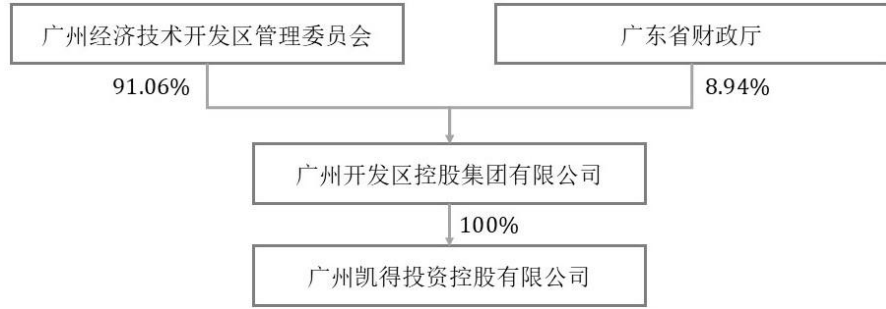 广州经济技术开发区管理委员会
广东省财政厅
91.06%
8.94%
广州开发区控股集团有限公司
100%
广州凯得投资控股有限公司